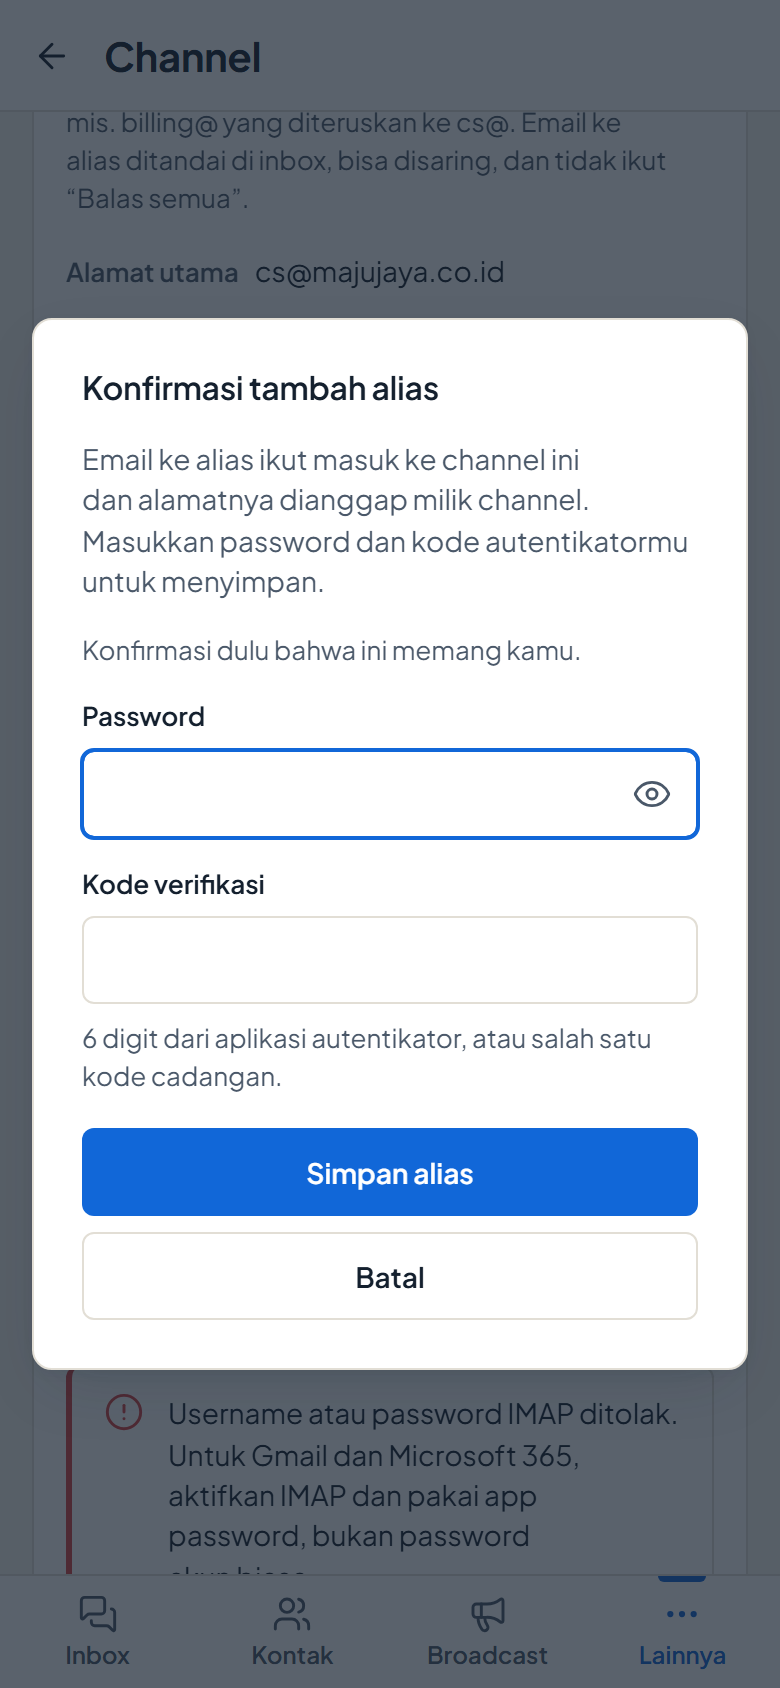 Channel
mis. billing@ yang diteruskan ke cs@. Email ke
alias ditandai di inbox, bisa disaring, dan tidak ikut
“Balas semua”.
Alamat utama cs@majujaya.co.id
Konfirmasi tambah alias
Email ke alias ikut masuk ke channel ini
dan alamatnya dianggap milik channel.
Masukkan password dan kode autentikatormu
untuk menyimpan.
Konfirmasi dulu bahwa ini memang kamu.
Password
Kode verifikasi
6 digit dari aplikasi autentikator, atau salah satu
kode cadangan.
Simpan alias
Batal
Username atau password IMAP ditolak.
Untuk Gmail dan Microsoft 365,
aktifkan IMAP dan pakai app
password, bukan password
Inbox
Kontak
Broadcast
Lainnya